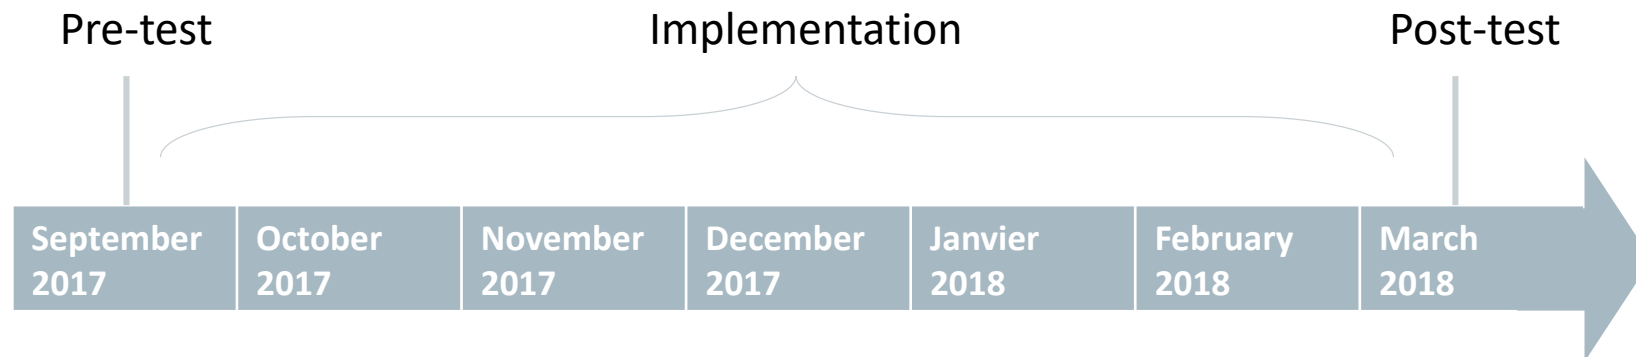 Pre-test
Implementation
Post-test
September
2017
October
2017
November
2017
December
2017
Janvier
2018
February
2018
March
2018